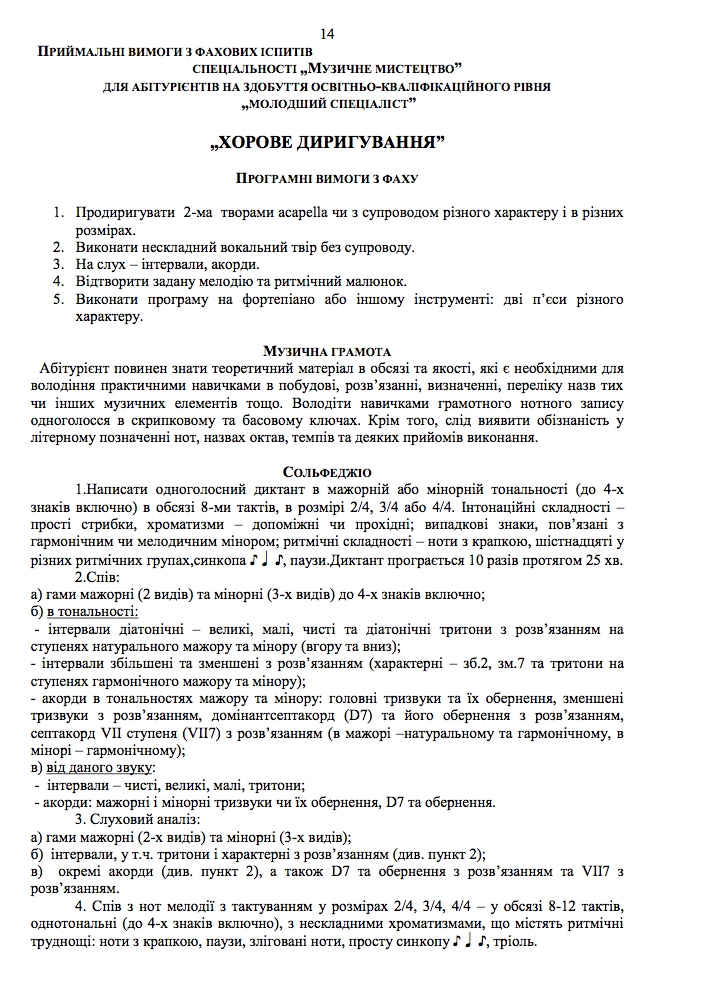 14
ПРИЙМАЛЬНІ ВИМОГИ З ФАХОВИХ ІСПИТІВ
СПЕЦІАЛЬНОСТІ „МУЗИЧНЕ МИСТЕЦТВО”
ДЛЯ АБІТУРІЄНТІВ НА ЗДОБУТТЯ ОСВІТНЬО-КВАЛІФІКАЦІЙНОГО РІВНЯ
„МОЛОДШИЙ СПЕЦІАЛІСТ”
„ХОРОВЕ ДИРИГУВАННЯ”
ПРОГРАМНІ ВИМОГИ З ФАХУ
1. Продиригувати 2-ма творами acapella чи з супроводом різного характеру і в різних
розмірах.
2. Виконати нескладний вокальний твір без супроводу.
3. На слух – інтервали, акорди.
4. Відтворити задану мелодію та ритмічний малюнок.
5. Виконати програму на фортепіано або іншому інструменті: дві п’єси різного
характеру.
МУЗИЧНА ГРАМОТА
Абітурієнт повинен знати теоретичний матеріал в обсязі та якості, які є необхідними для
володіння практичними навичками в побудові, розв’язанні, визначенні, переліку назв тих
чи інших музичних елементів тощо. Володіти навичками грамотного нотного запису
одноголосся в скрипковому та басовому ключах. Крім того, слід виявити обізнаність у
літерному позначенні нот, назвах октав, темпів та деяких прийомів виконання.
СОЛЬФЕДЖІО
1.Написати одноголосний диктант в мажорній або мінорній тональності (до 4-х
знаків включно) в обсязі 8-ми тактів, в розмірі 2/4, 3/4 або 4/4. Інтонаційні складності –
прості стрибки, хроматизми – допоміжні чи прохідні; випадкові знаки, пов’язані з
гармонічним чи мелодичним мінором; ритмічні складності – ноти з крапкою, шістнадцяті у
різних ритмічних групах,синкопа ♪ ♩ ♪, паузи.Диктант програється 10 разів протягом 25 хв.
2.Спів:
а) гами мажорні (2 видів) та мінорні (3-х видів) до 4-х знаків включно;
б) в тональності:
- інтервали діатонічні – великі, малі, чисті та діатонічні тритони з розв’язанням на
ступенях натурального мажору та мінору (вгору та вниз);
- інтервали збільшені та зменшені з розв’язанням (характерні – зб.2, зм.7 та тритони на
ступенях гармонічного мажору та мінору);
- акорди в тональностях мажору та мінору: головні тризвуки та їх обернення, зменшені
тризвуки з розв’язанням, домінантсептакорд (D7) та його обернення з розв’язанням,
септакорд VII ступеня (VII7) з розв’язанням (в мажорі –натуральному та гармонічному, в
мінорі – гармонічному);
в) від даного звуку:
- інтервали – чисті, великі, малі, тритони;
- акорди: мажорні і мінорні тризвуки чи їх обернення, D7 та обернення.
3. Слуховий аналіз:
а) гами мажорні (2-х видів) та мінорні (3-х видів);
б) інтервали, у т.ч. тритони і характерні з розв’язанням (див. пункт 2);
в) окремі акорди (див. пункт 2), а також D7 та обернення з розв’язанням та VII7 з
розв’язанням.
4. Спів з нот мелодії з тактуванням у розмірах 2/4, 3/4, 4/4 – у обсязі 8-12 тактів,
однотональні (до 4-х знаків включно), з нескладними хроматизмами, що містять ритмічні
труднощі: ноти з крапкою, паузи, зліговані ноти, просту синкопу ♪ ♩ ♪, тріоль.